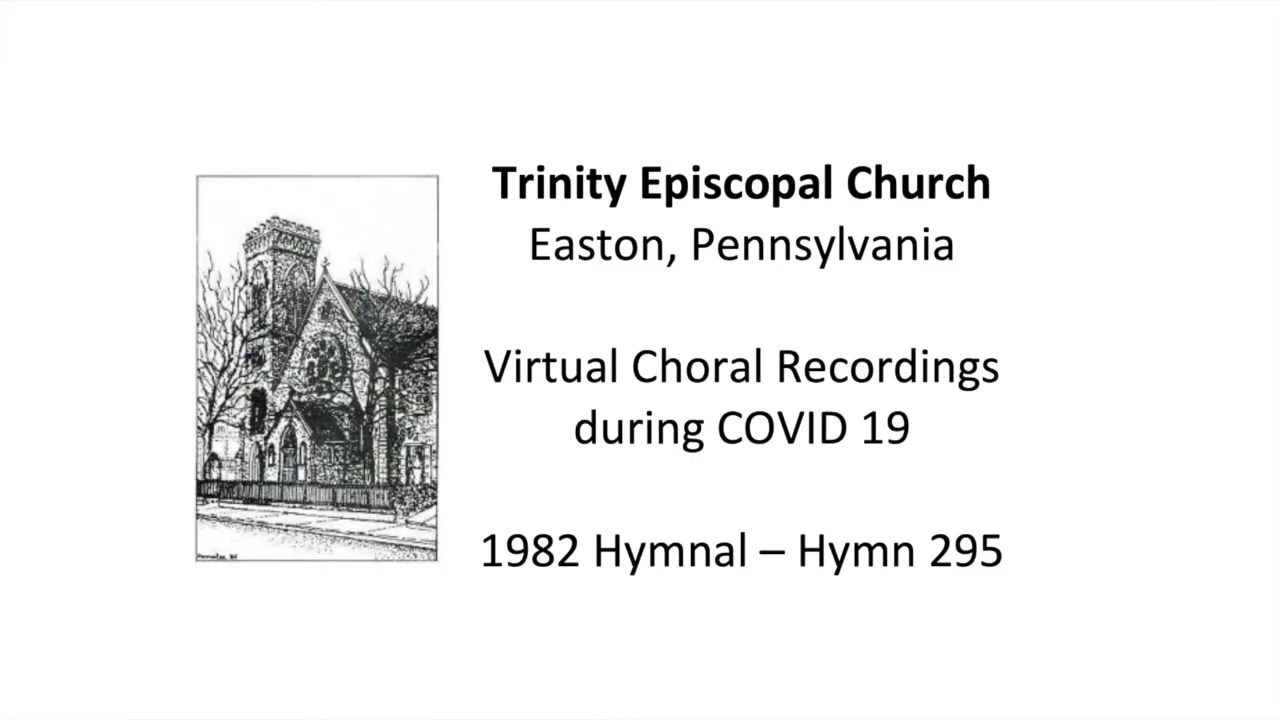 Trinity Episcopal Church
Easton, Pennsylvania
Virtual Choral Recordings
during COVID 19
1982 Hymnal – Hymn 295